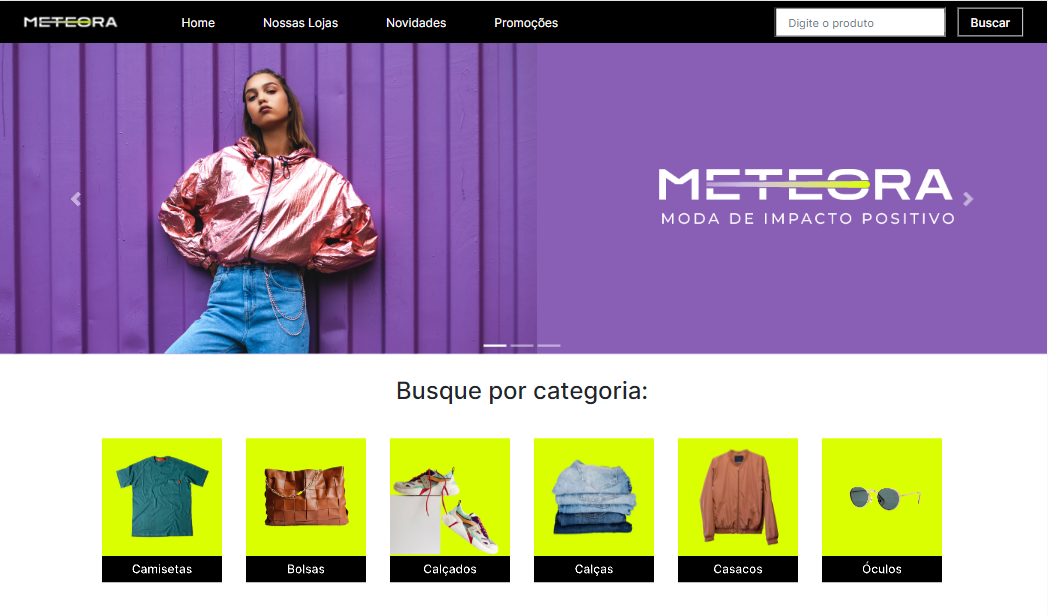 METEORA
Home
Nossas Lojas
Novidades
Promoções
Digite o produto
Buscar
METEORA
MODA DE IMPACTO POSITIVO
Busque por categoria:
Camisetas
Bolsas
Calçados
Calças
Casacos
Óculos